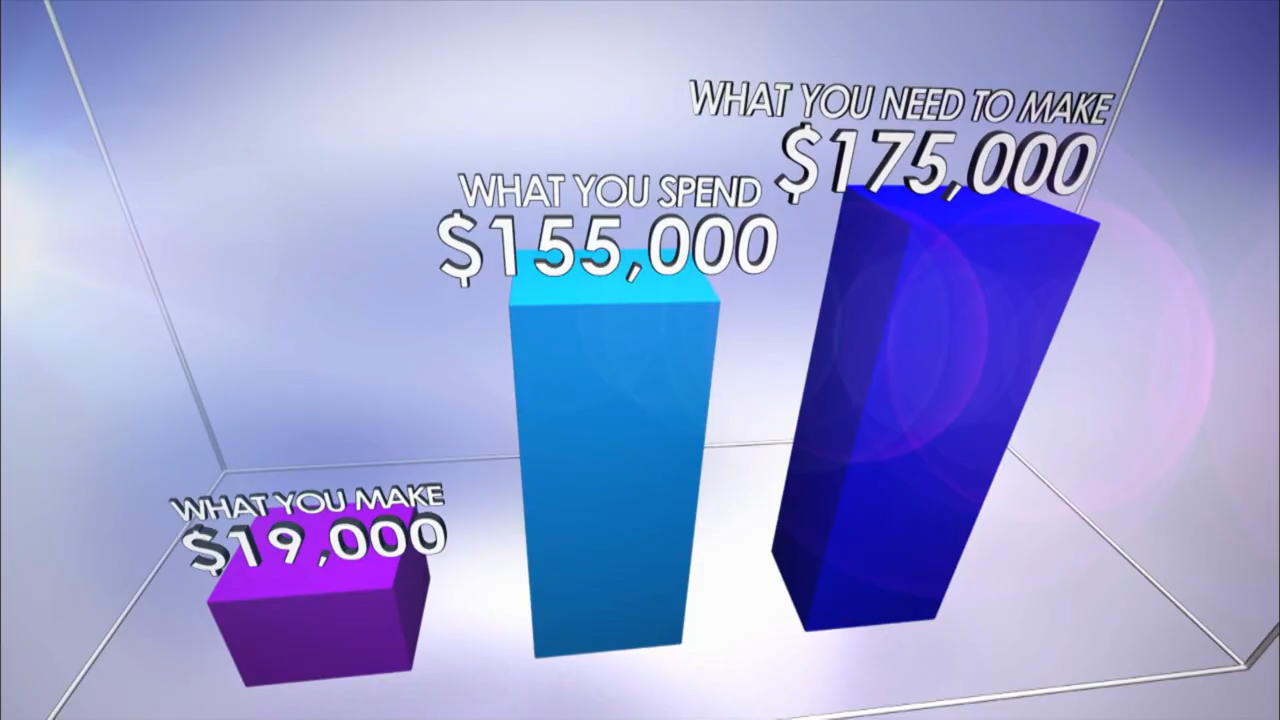 WHAT YOU NEED TO MAKE
$175,000
WHAT YOU SPEND
$155,000
WHAT YOU MAKE
$19,000